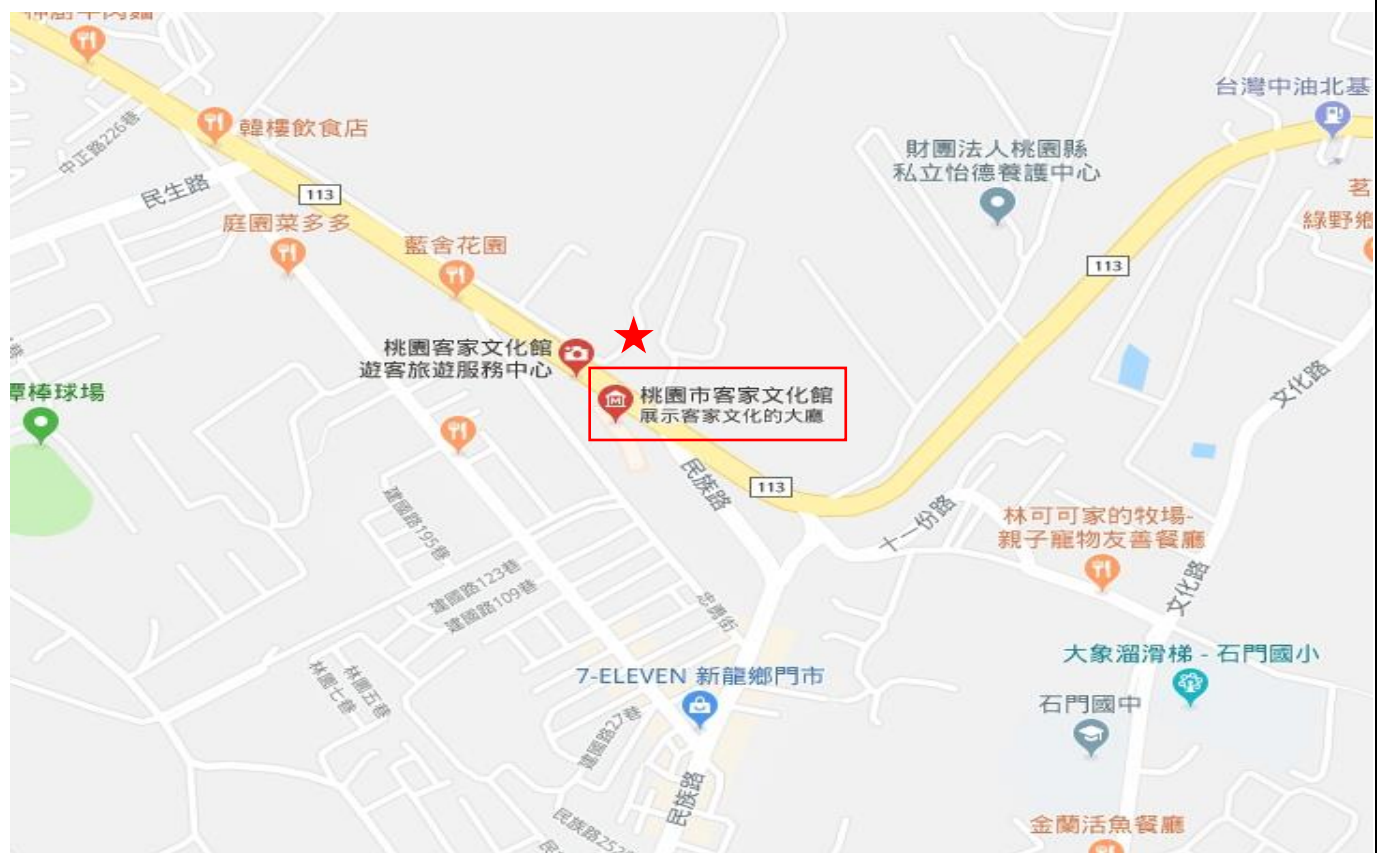 台灣中油北基
中正路226巷
韓樓飲食店
財團法人桃園縣
私立怡德養護中心
民生路
113
茗
綠野鄉
庭園菜多多
藍舍花園
113
桃園客家文化館
遊客旅遊服務中心
桃園市客家文化館
展示客家文化的大廳
文化路
潭棒球場
民族路
113
十一份路
林可可家的牧場-
親子寵物友善餐廳
建國路195巷
建國路123巷
建國路109巷
忠勇街
文化路
大象溜滑梯 - 石門國小
7-ELEVEN 新龍鄉門市
林園五巷
林園七巷
石門國中
建國路27巷
民族路
金蘭活魚餐廳